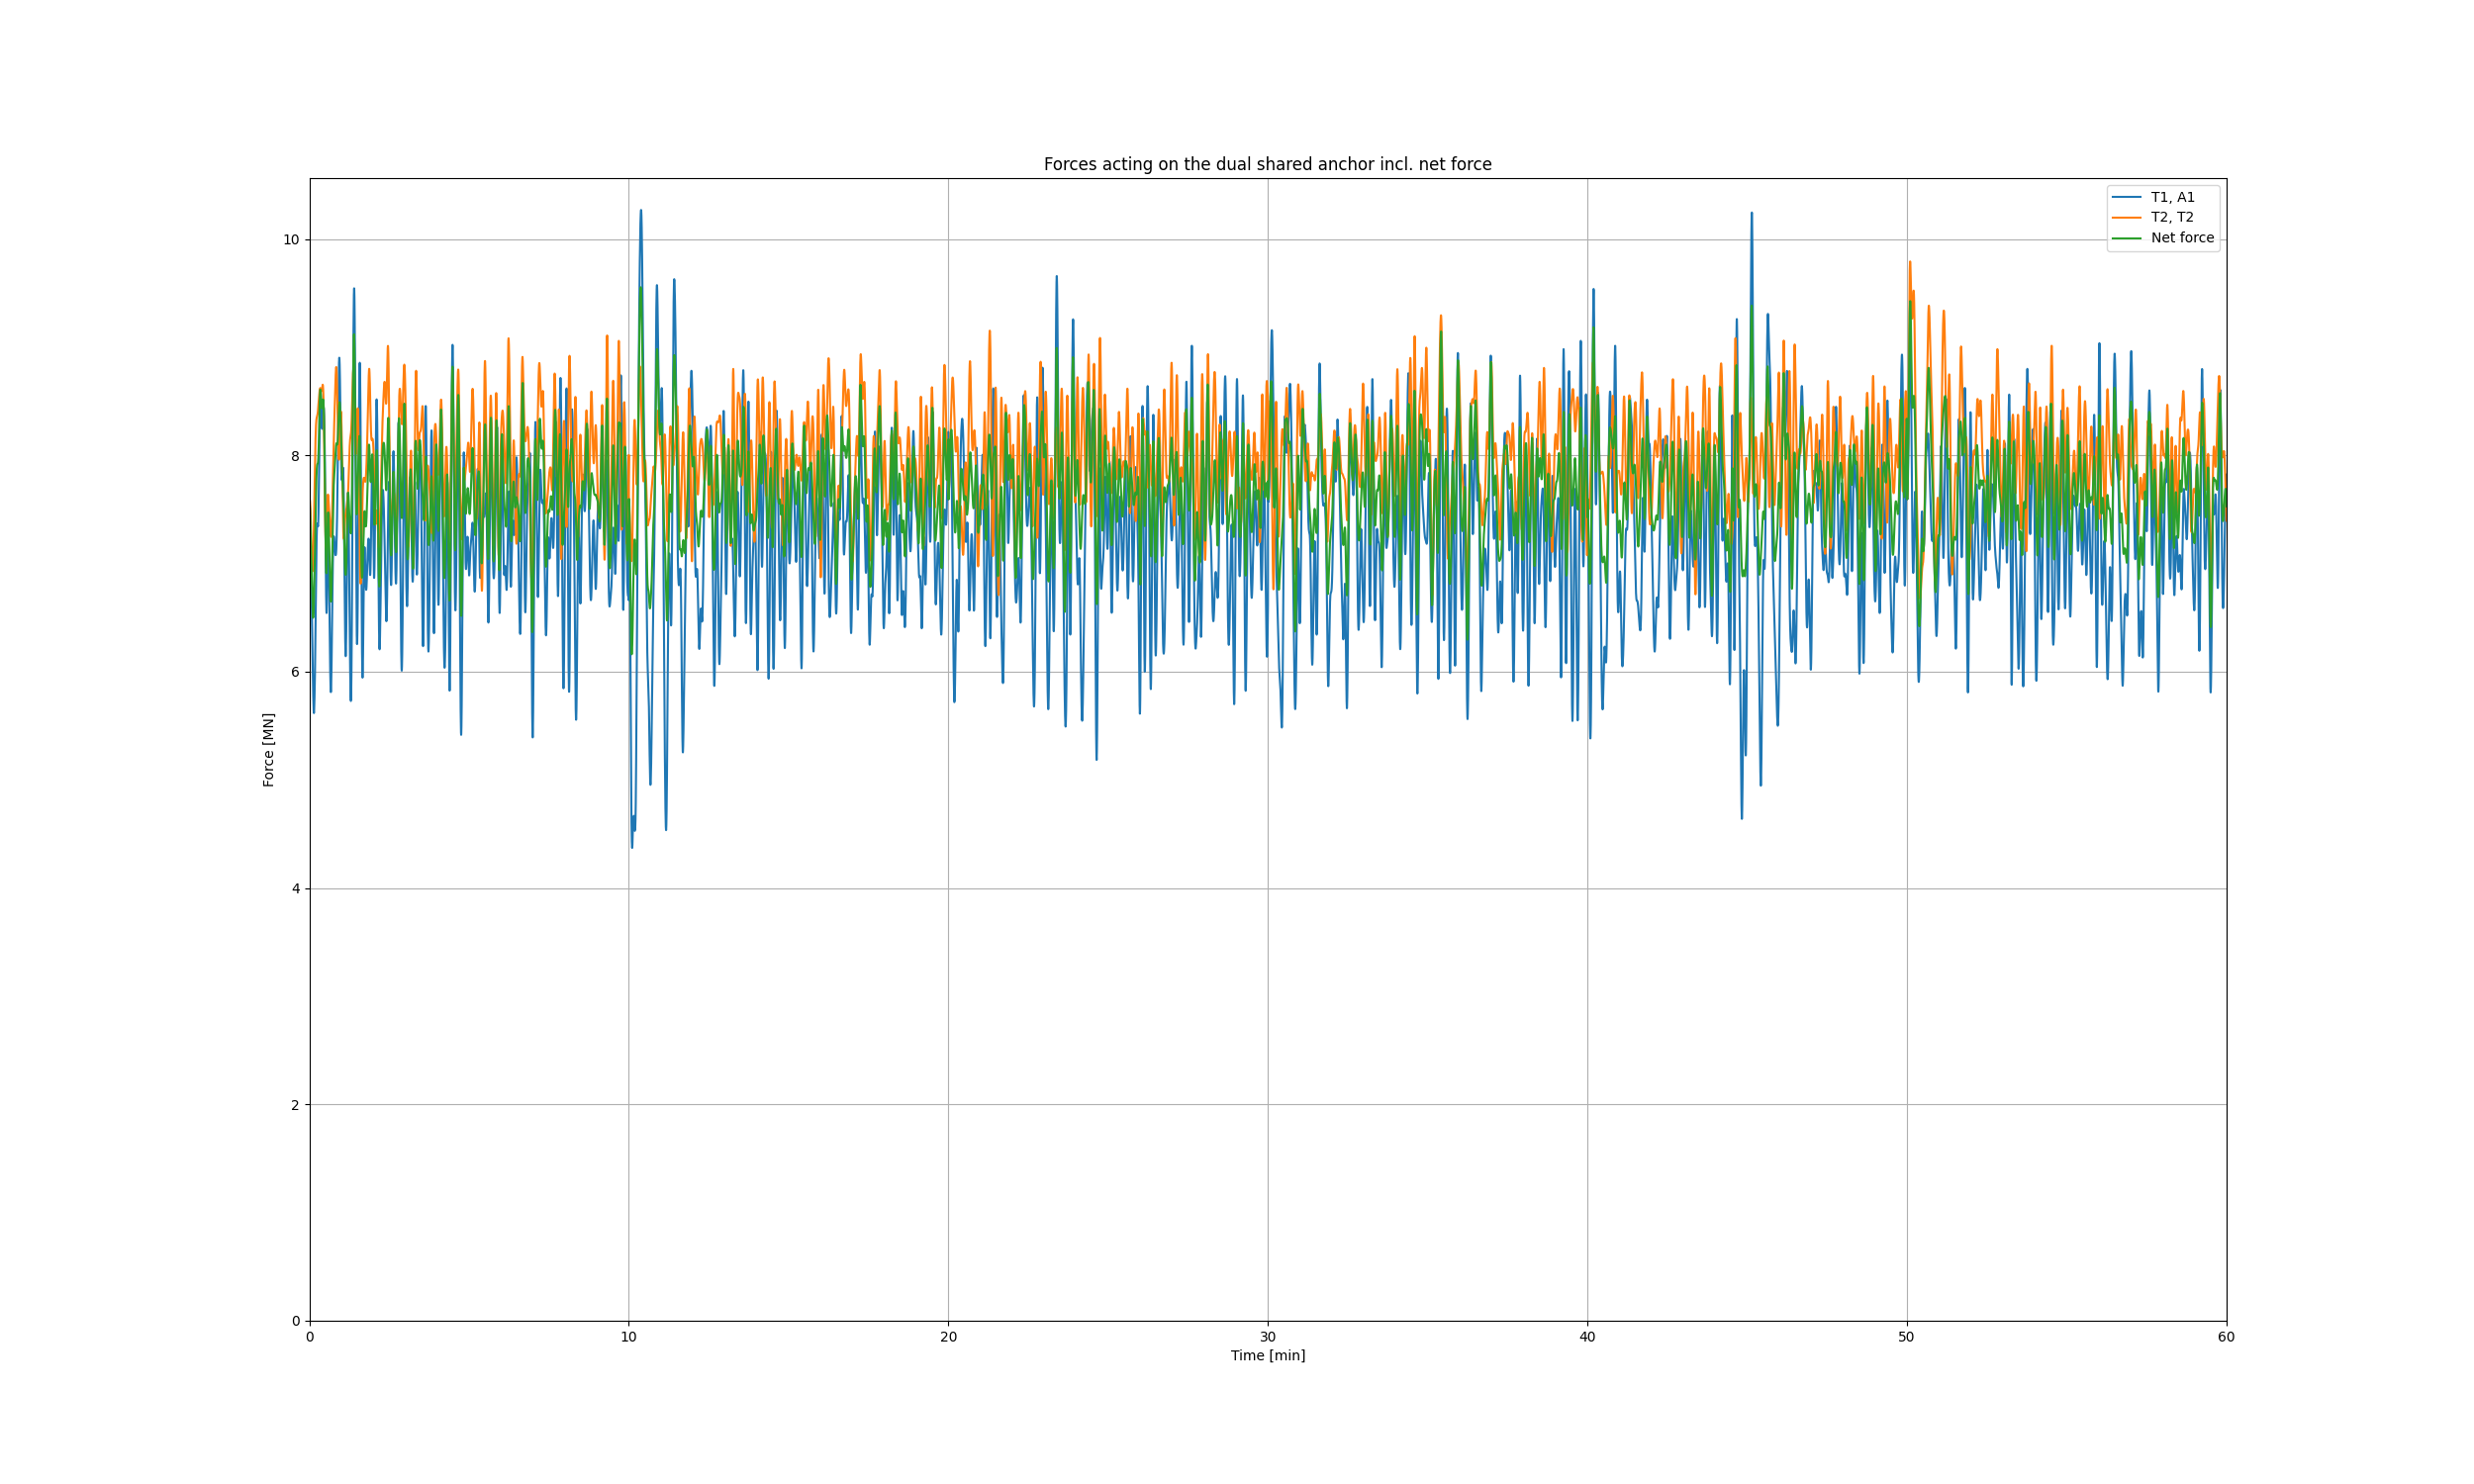 Forces acting on the dual shared anchor incl. net force
T1, A1
T2, T2
Net force
10
8
6
4
2
0
Force [MN]
0 10 20 30 40 50 60
Time [min]